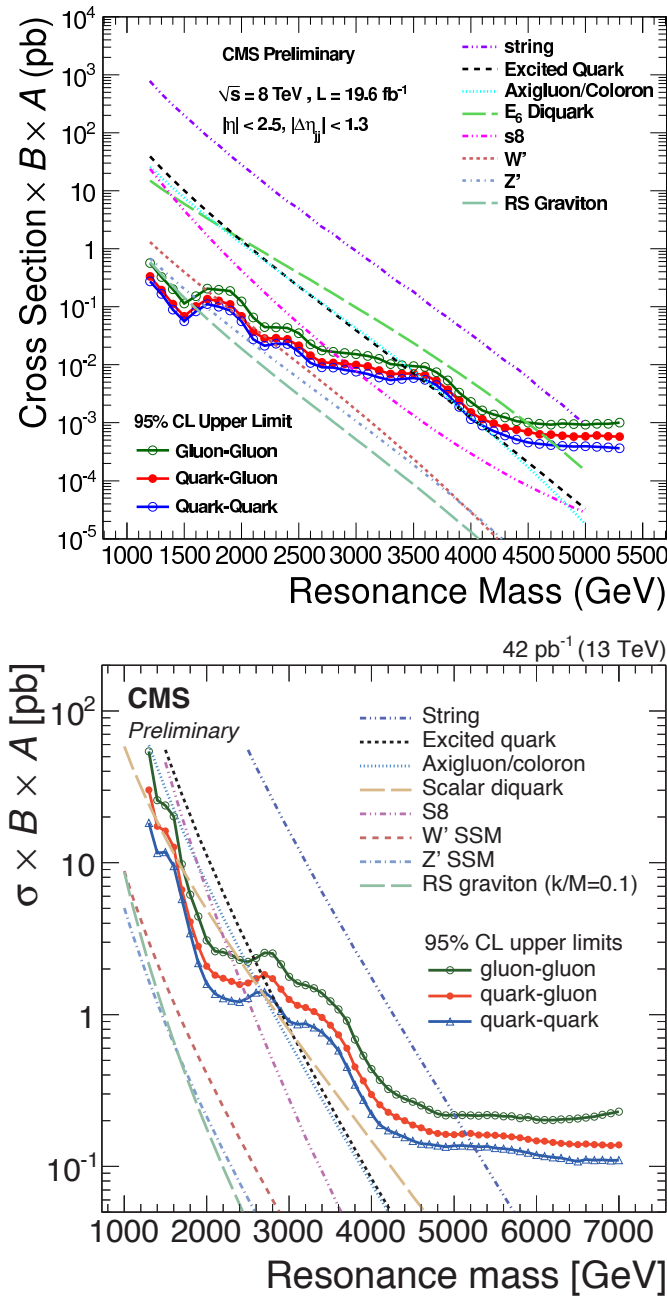 Cross Section × B × A (pb)
10⁴
10³
10²
10
1
10⁻¹
10⁻²
10⁻³
10⁻⁴
10⁻⁵
CMS Preliminary
√s = 8 TeV , L = 19.6 fb⁻¹
|η| < 2.5, |Δη_jj| < 1.3
string
Excited Quark
Axigluon/Coloron
E₆ Diquark
s8
W'
Z'
RS Graviton
95% CL Upper Limit
Gluon-Gluon
Quark-Gluon
Quark-Quark
1000 1500 2000 2500 3000 3500 4000 4500 5000 5500
Resonance Mass (GeV)
42 pb⁻¹ (13 TeV)
σ × B × A [pb]
10²
10
1
10⁻¹
CMS
Preliminary
String
Excited quark
Axigluon/coloron
Scalar diquark
S8
W' SSM
Z' SSM
RS graviton (k/M=0.1)
95% CL upper limits
gluon-gluon
quark-gluon
quark-quark
1000 2000 3000 4000 5000 6000 7000
Resonance mass [GeV]